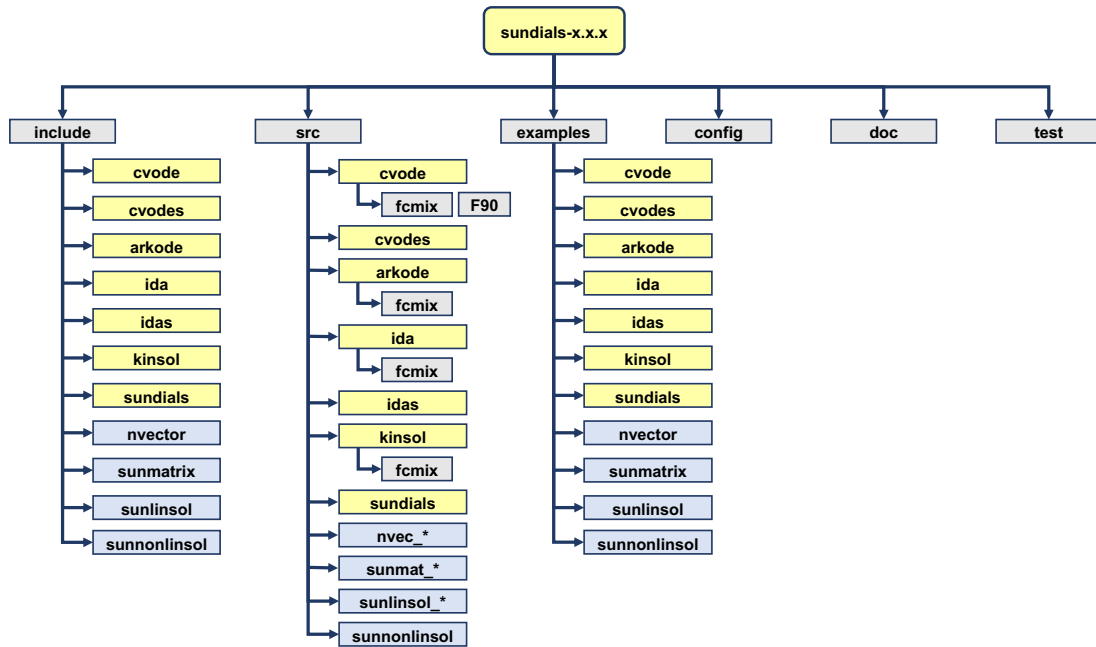 sundials-x.x.x
include
src
examples
config
doc
test
cvode
cvodes
arkode
ida
idas
kinsol
sundials
nvector
sunmatrix
sunlinsol
sunnonlinsol
cvode
fcmix
F90
cvodes
arkode
fcmix
ida
fcmix
idas
kinsol
fcmix
sundials
nvec_*
sunmat_*
sunlinsol_*
sunnonlinsol
cvode
cvodes
arkode
ida
idas
kinsol
sundials
nvector
sunmatrix
sunlinsol
sunnonlinsol